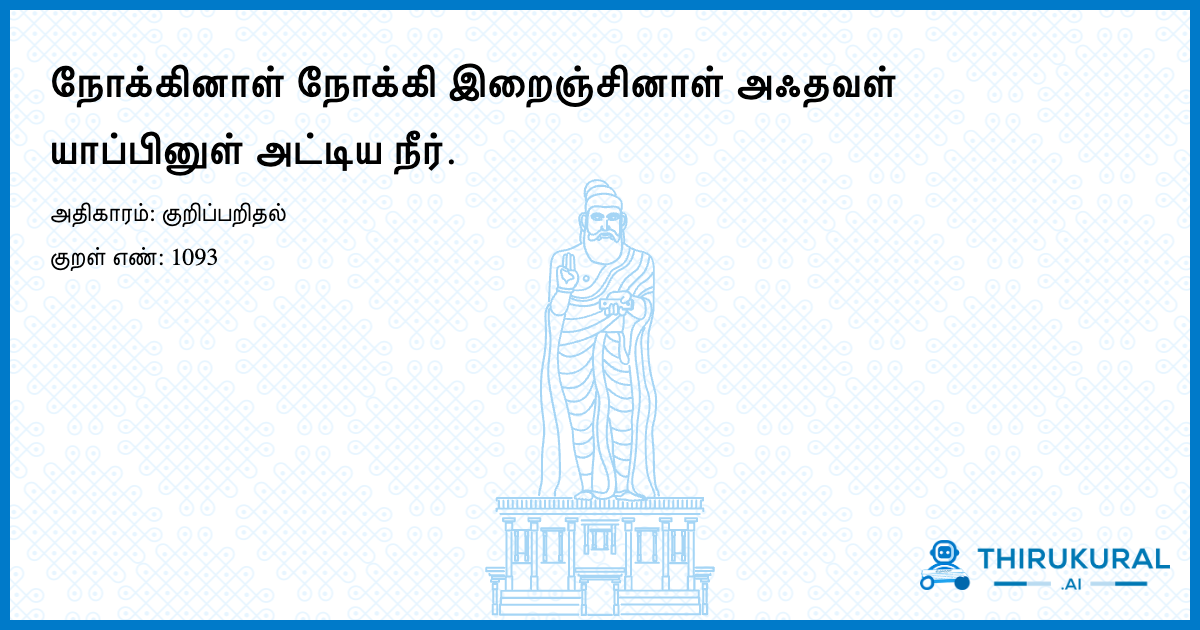 நோக்கினாள் நோக்கி இறைஞ்சினாள் அஃதவள்
யாப்பினுள் அட்டிய நீர்.
அதிகாரம்: குறிப்பறிதல்
குறள் எண்: 1093
THIRUKURAL
.AI